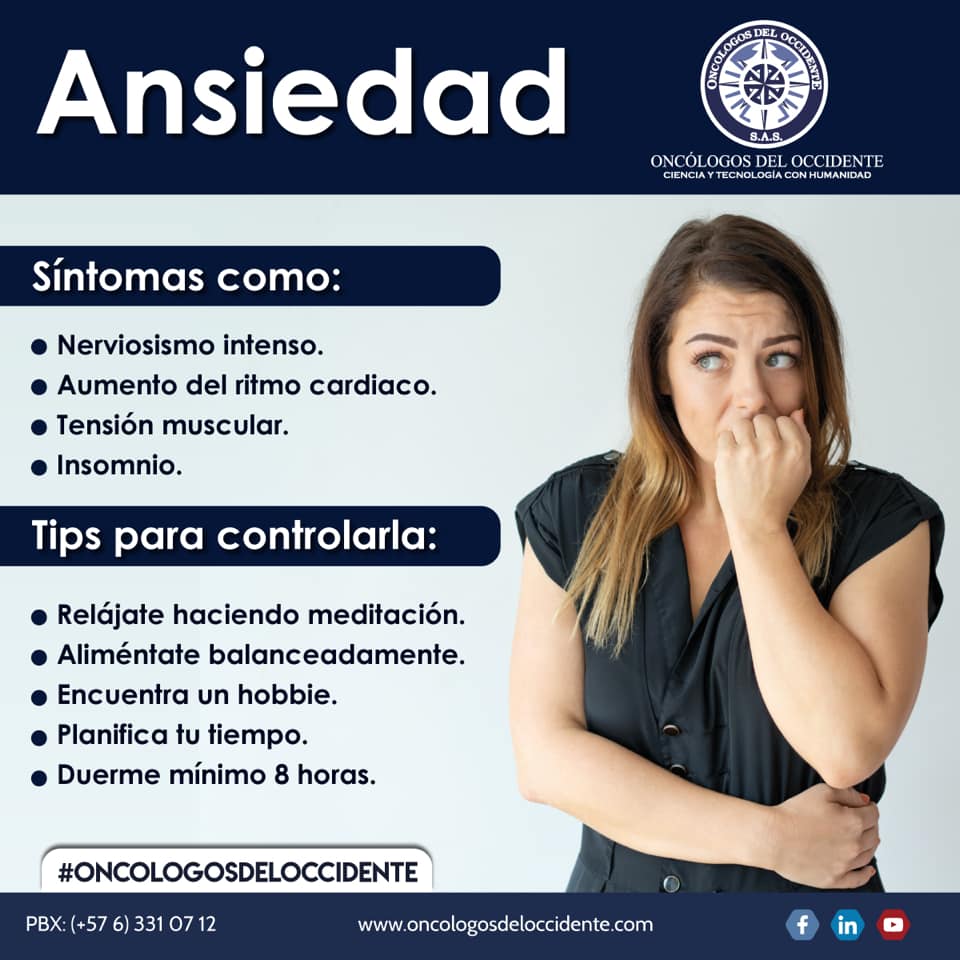 Ansiedad
ONCOLOGOS DEL OCCIDENTE
S.A.S.
ONCÓLOGOS DEL OCCIDENTE
CIENCIA Y TECNOLOGÍA CON HUMANIDAD
Síntomas como:
Nerviosismo intenso.
Aumento del ritmo cardiaco.
Tensión muscular.
Insomnio.
Tips para controlarla:
Relájate haciendo meditación.
Aliméntate balanceadamente.
Encuentra un hobbie.
Planifica tu tiempo.
Duerme mínimo 8 horas.
#ONCOLOGOSDELOCCIDENTE
PBX: (+57 6) 331 07 12
www.oncologosdeloccidente.com